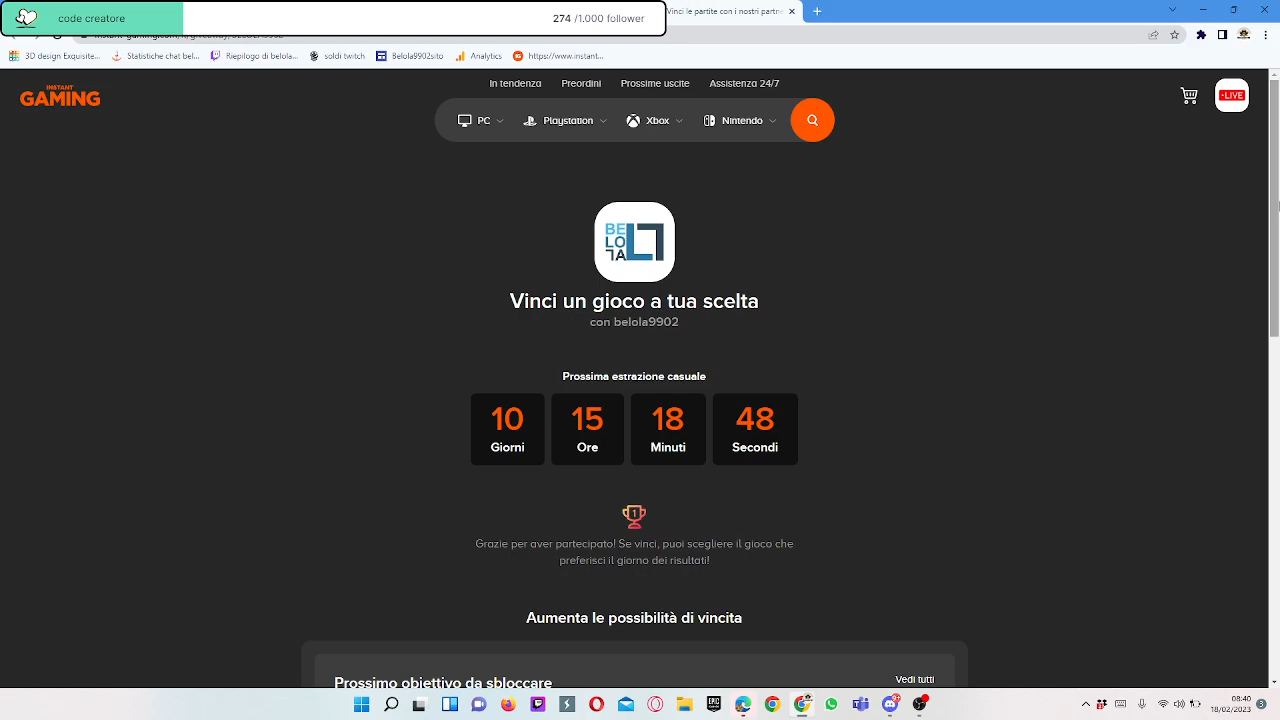 code creatore
274 /1.000 follower
Vinci le partite con i nostri partne
3D design Exquisite...
Statistiche chat bel...
Riepilogo di belola...
soldi twitch
Belola9902sito
Analytics
https://www.instant...
INSTANT
GAMING
In tendenza
Preordini
Prossime uscite
Assistenza 24/7
PC
Playstation
Xbox
Nintendo
LIVE
BE
LO
LA
Vinci un gioco a tua scelta
con belola9902
Prossima estrazione casuale
10
15
18
48
Giorni
Ore
Minuti
Secondi
1
Grazie per aver partecipato! Se vinci, puoi scegliere il gioco che
preferisci il giorno dei risultati!
Aumenta le possibilità di vincita
Prossimo obiettivo da sbloccare
Vedi tutti
08:40
18/02/2023
3